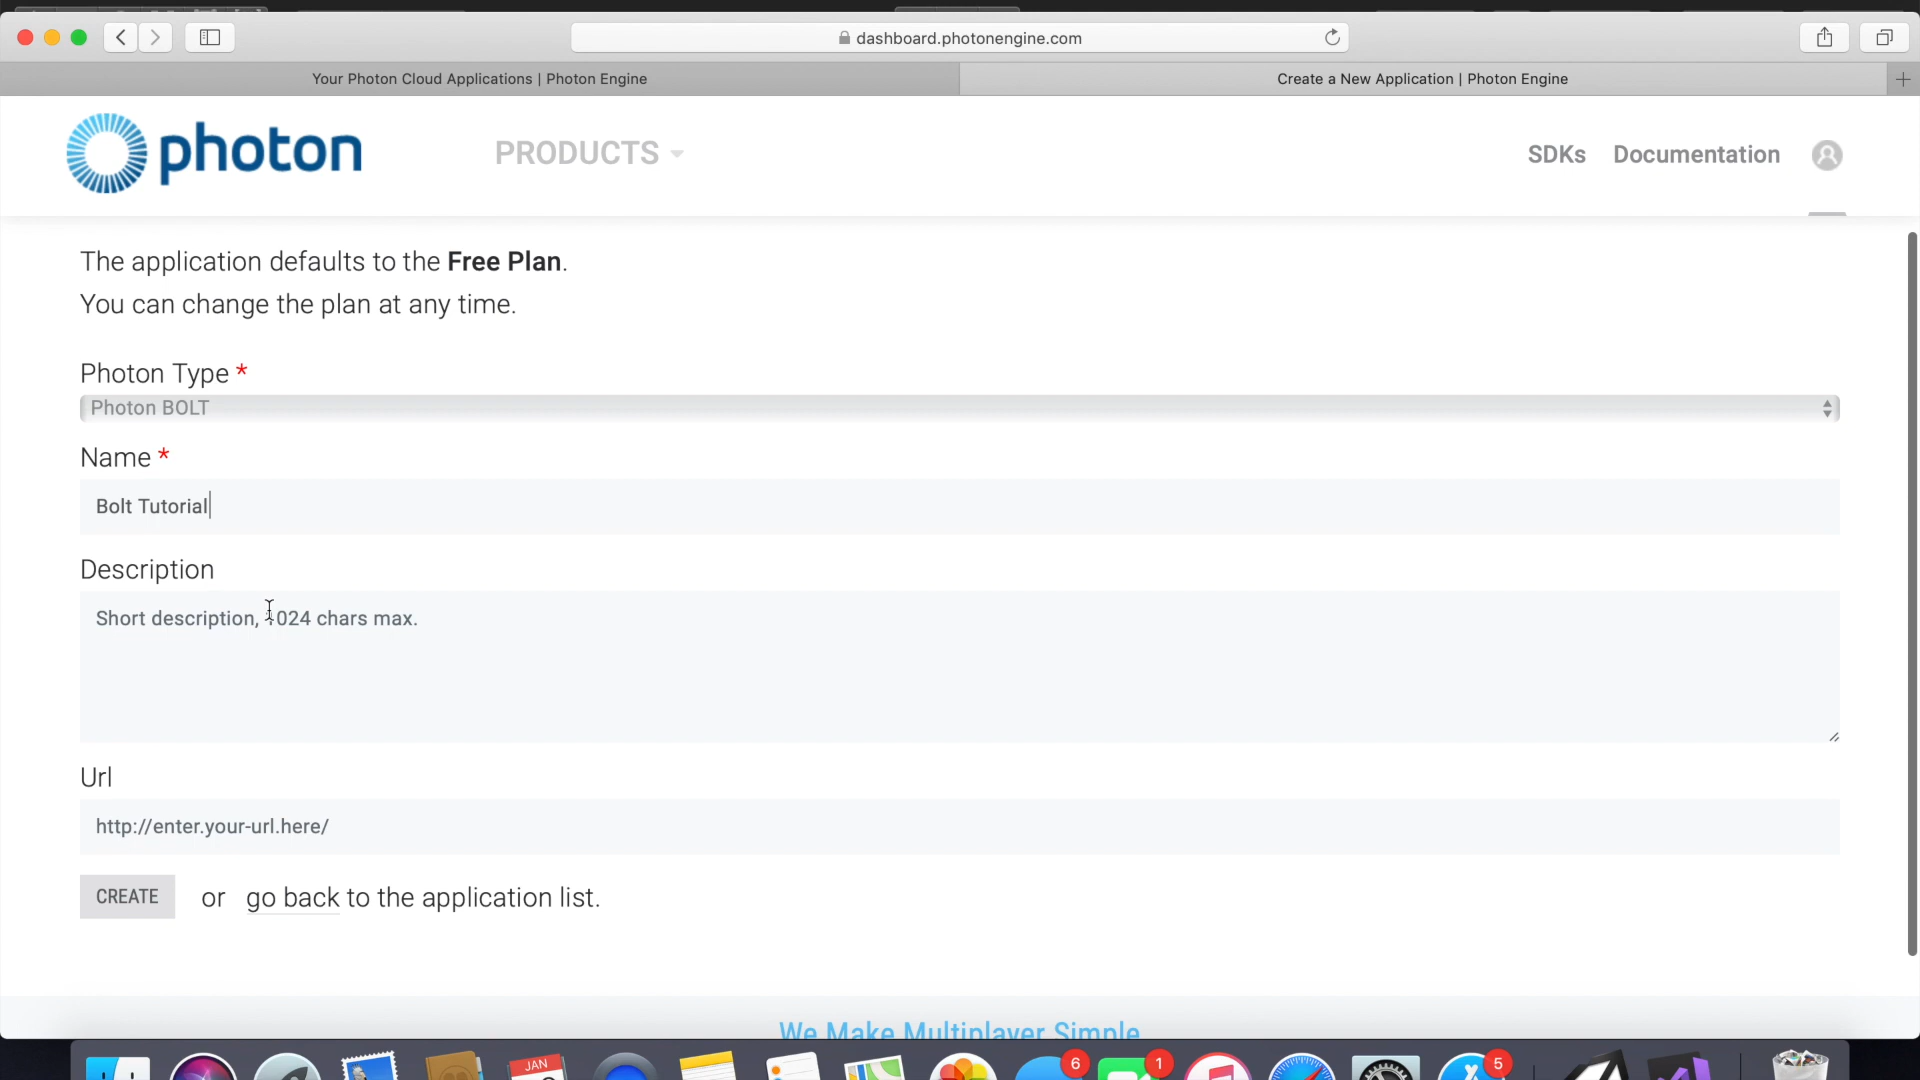 dashboard.photonengine.com
Your Photon Cloud Applications | Photon Engine
Create a New Application | Photon Engine
photon
PRODUCTS
SDKs
Documentation
The application defaults to the Free Plan.
You can change the plan at any time.
Photon Type *
Photon BOLT
Name *
Bolt Tutorial
Description
Short description, 1024 chars max.
Url
http://enter.your-url.here/
CREATE or go back to the application list.
We Make Multiplayer Simple
JAN
6
1
5